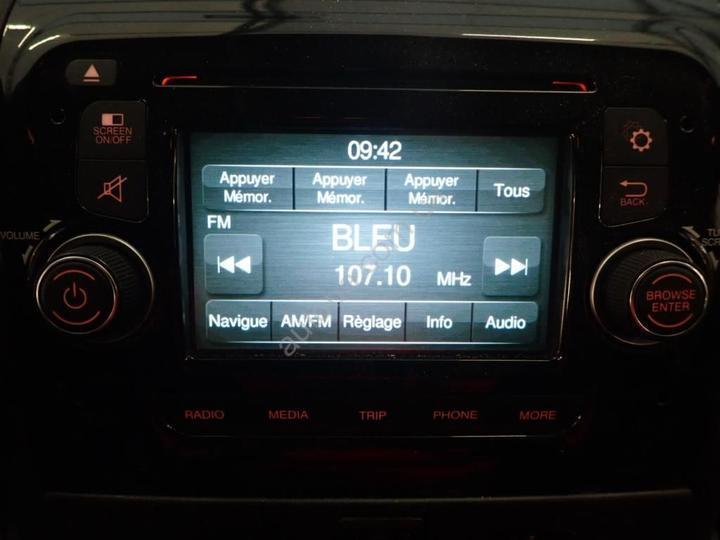 SCREEN
ON/OFF
VOLUME
BACK
BROWSE
ENTER
09:42
Appuyer
Mémor.
Appuyer
Mémor.
Appuyer
Mémor.
Tous
FM
BLEU
107.10 MHz
Navigue AM/FM Règlage Info Audio
RADIO MEDIA TRIP PHONE MORE